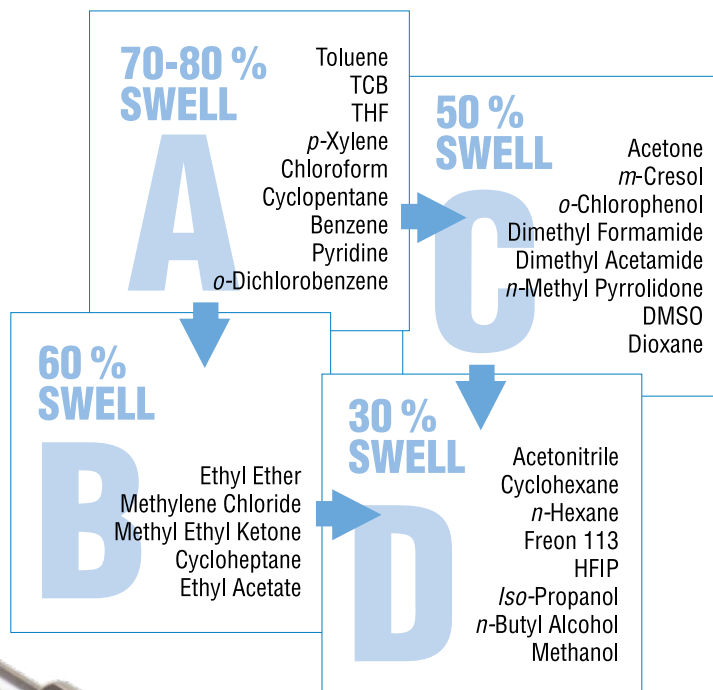 70-80 %
SWELL
A
Toluene
TCB
THF
p-Xylene
Chloroform
Cyclopentane
Benzene
Pyridine
o-Dichlorobenzene
50 %
SWELL
C
Acetone
m-Cresol
o-Chlorophenol
Dimethyl Formamide
Dimethyl Acetamide
n-Methyl Pyrrolidone
DMSO
Dioxane
60 %
SWELL
B
Ethyl Ether
Methylene Chloride
Methyl Ethyl Ketone
Cycloheptane
Ethyl Acetate
30 %
SWELL
D
Acetonitrile
Cyclohexane
n-Hexane
Freon 113
HFIP
Iso-Propanol
n-Butyl Alcohol
Methanol